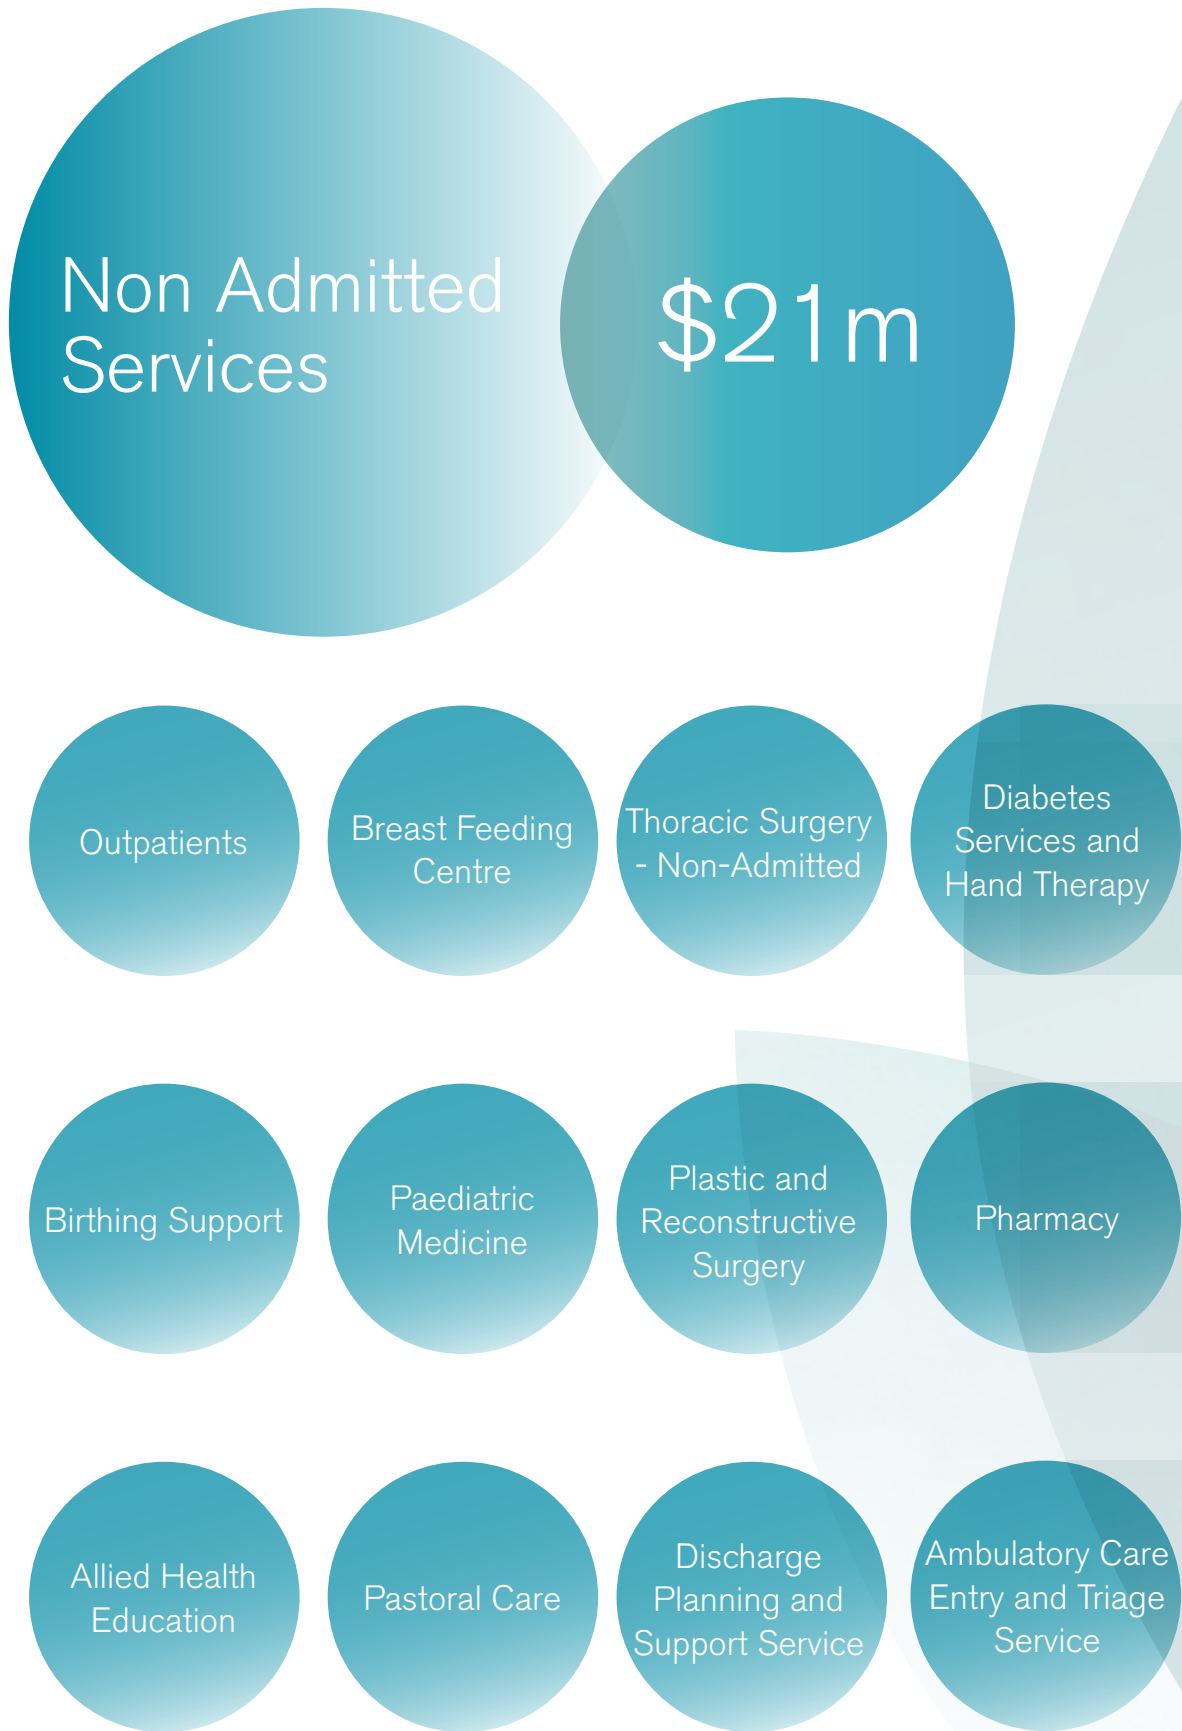 Non Admitted
Services
$21m
Outpatients
Breast Feeding
Centre
Thoracic Surgery
- Non-Admitted
Diabetes
Services and
Hand Therapy
Birthing Support
Paediatric
Medicine
Plastic and
Reconstructive
Surgery
Pharmacy
Allied Health
Education
Pastoral Care
Discharge
Planning and
Support Service
Ambulatory Care
Entry and Triage
Service